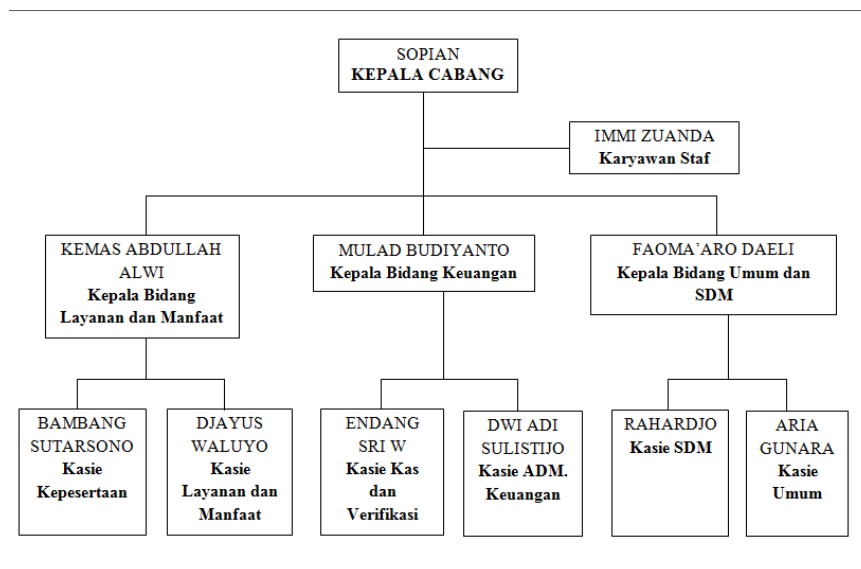 SOPIAN
KEPALA CABANG
IMMI ZUANDA
Karyawan Staf
KEMAS ABDULLAH
ALWI
Kepala Bidang
Layanan dan Manfaat
MULAD BUDIYANTO
Kepala Bidang Keuangan
FAOMA’ARO DAELI
Kepala Bidang Umum dan
SDM
BAMBANG
SUTARSONO
Kasie
Kepesertaan
DJAYUS
WALUYO
Kasie
Layanan dan
Manfaat
ENDANG
SRI W
Kasie Kas
dan
Verifikasi
DWI ADI
SULISTIJO
Kasie ADM.
Keuangan
RAHARDJO
Kasie SDM
ARIA
GUNARA
Kasie
Umum